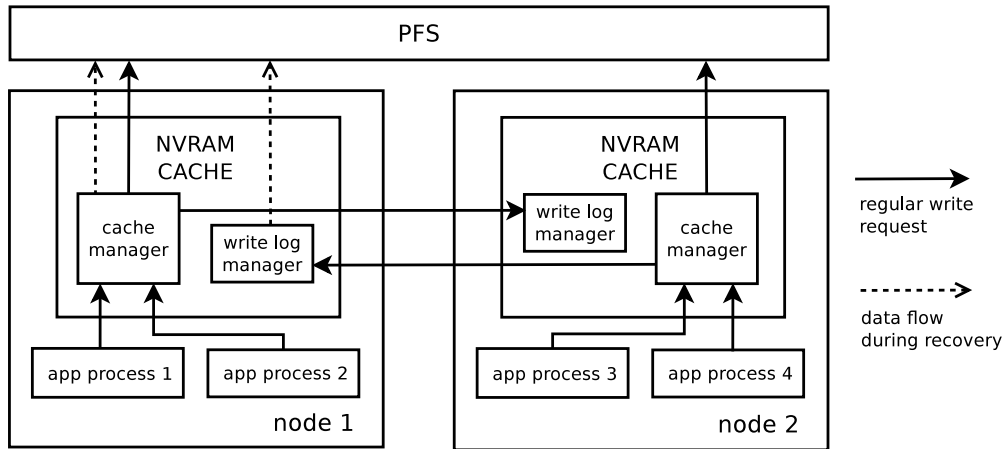 PFS
NVRAM
CACHE
cache
manager
write log
manager
app process 1
app process 2
node 1
NVRAM
CACHE
write log
manager
cache
manager
app process 3
app process 4
node 2
regular write
request
data flow
during recovery